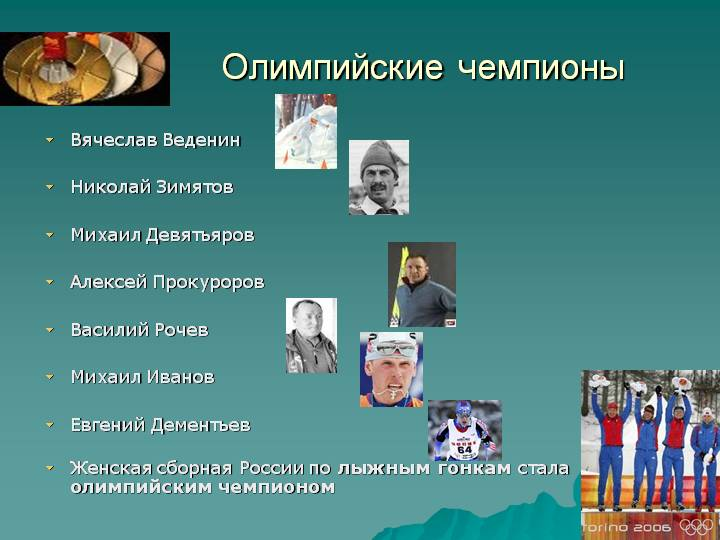 Олимпийские чемпионы
Вячеслав Веденин
Николай Зимятов
Михаил Девятьяров
Алексей Прокуроров
Василий Рочев
Михаил Иванов
Евгений Дементьев
64
Женская сборная России по лыжным гонкам стала
олимпийским чемпионом
torino 2006